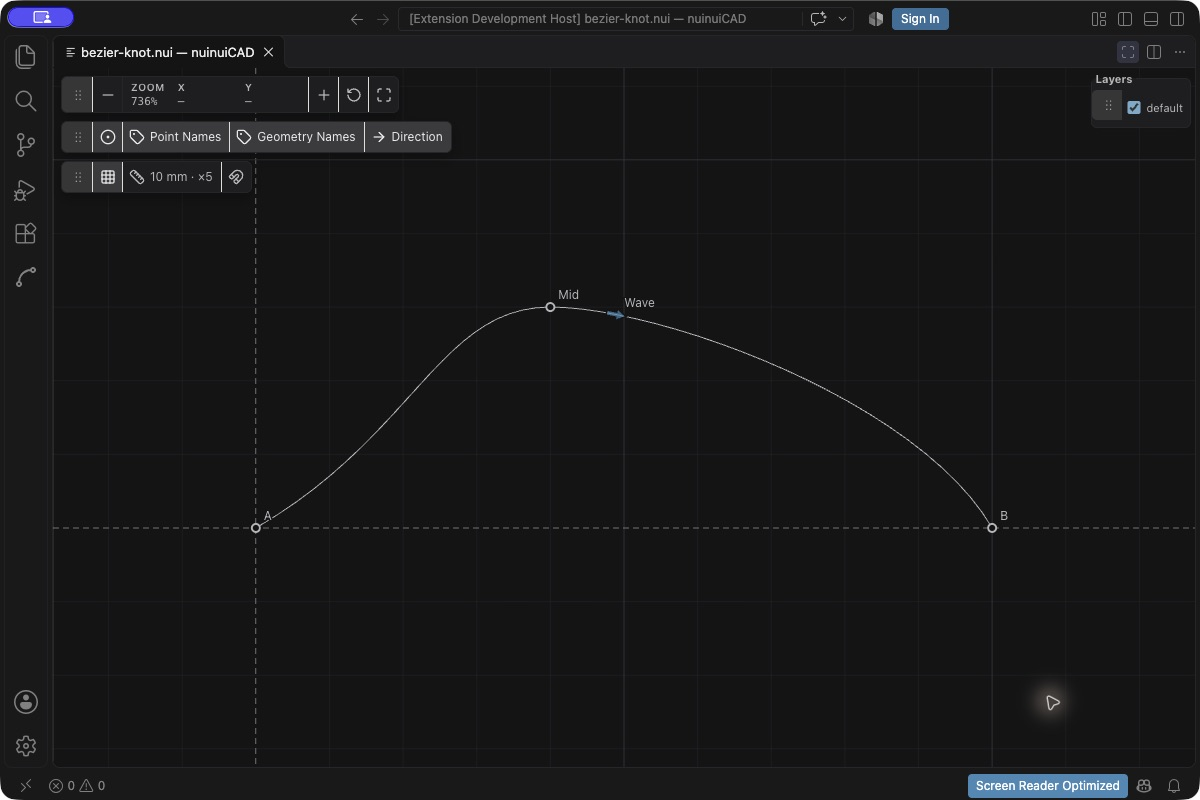 [Extension Development Host] bezier-knot.nui — nuinuiCAD
Sign In
bezier-knot.nui — nuinuiCAD
ZOOM X Y
736% – –
Layers
default
Point Names Geometry Names Direction
10 mm · ×5
Mid
Wave
A
B
0 0
Screen Reader Optimized